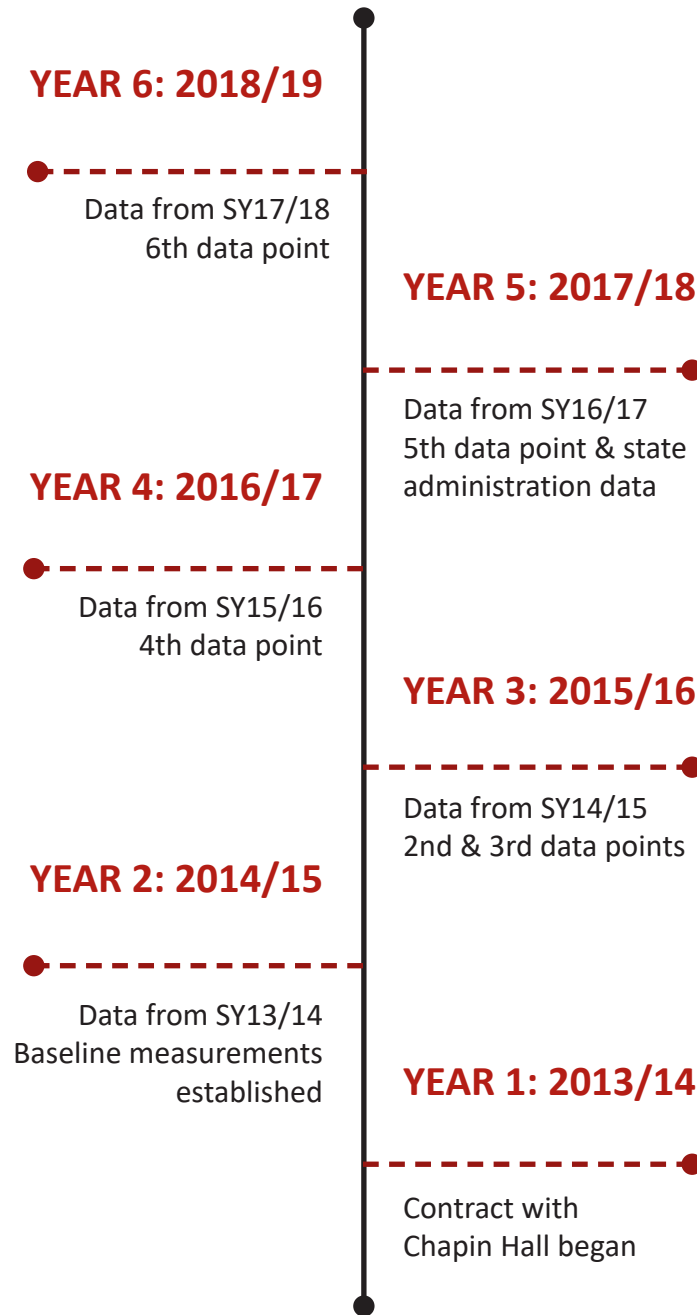 YEAR 6: 2018/19
Data from SY17/18
6th data point
YEAR 5: 2017/18
Data from SY16/17
5th data point & state
administration data
YEAR 4: 2016/17
Data from SY15/16
4th data point
YEAR 3: 2015/16
Data from SY14/15
2nd & 3rd data points
YEAR 2: 2014/15
Data from SY13/14
Baseline measurements
established
YEAR 1: 2013/14
Contract with
Chapin Hall began